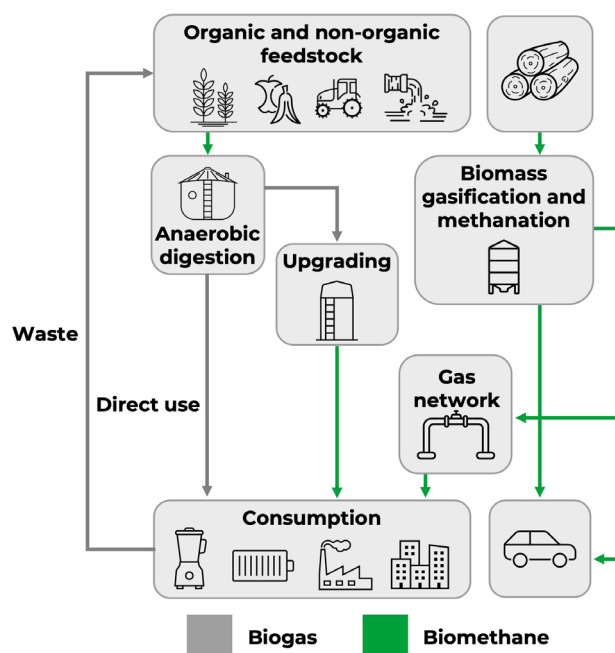 Organic and non-organic
feedstock
Biomass
gasification and
methanation
Anaerobic
digestion
Upgrading
Waste
Direct use
Gas
network
Consumption
Biogas
Biomethane